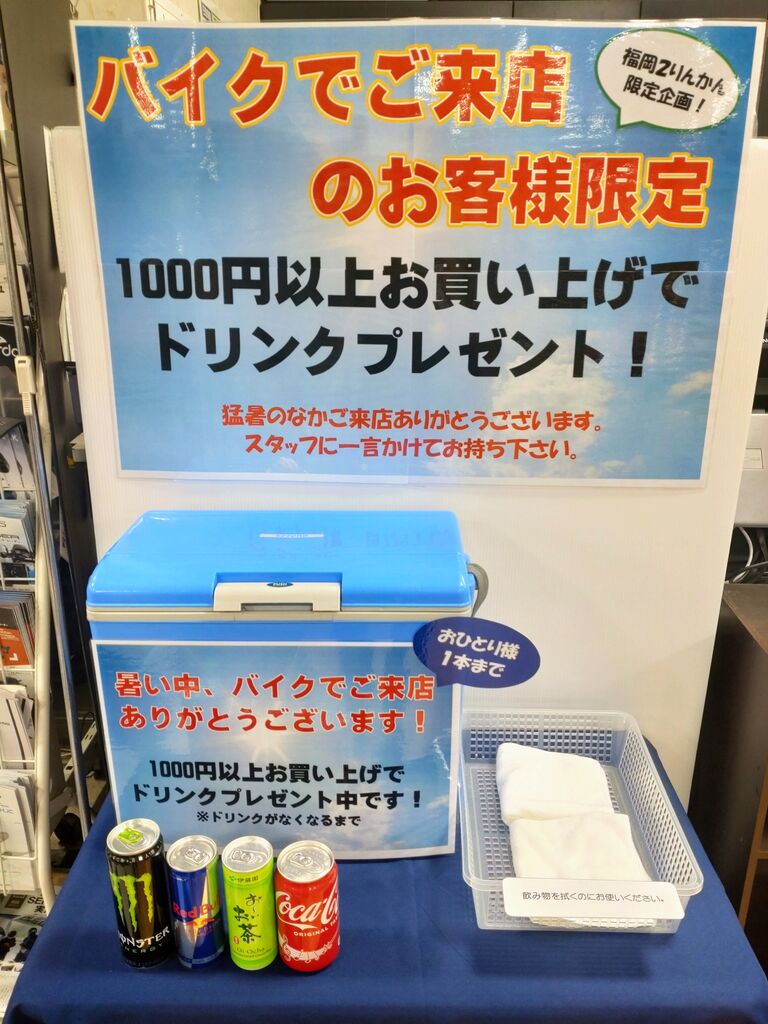 バイクでご来店
のお客様限定
福岡2りんかん
限定企画！
1000円以上お買い上げで
ドリンクプレゼント！
猛暑のなかご来店ありがとうございます。
スタッフに一言かけてお持ち下さい。
おひとり様
1本まで
暑い中、バイクでご来店
ありがとうございます！
1000円以上お買い上げで
ドリンクプレゼント中です！
※ドリンクがなくなるまで
MONSTER
ENERGY
Red Bull
伊藤園
お〜いお茶
Oi Ocha
Coca-Cola
ORIGINAL
飲み物を拭くのにお使いください。